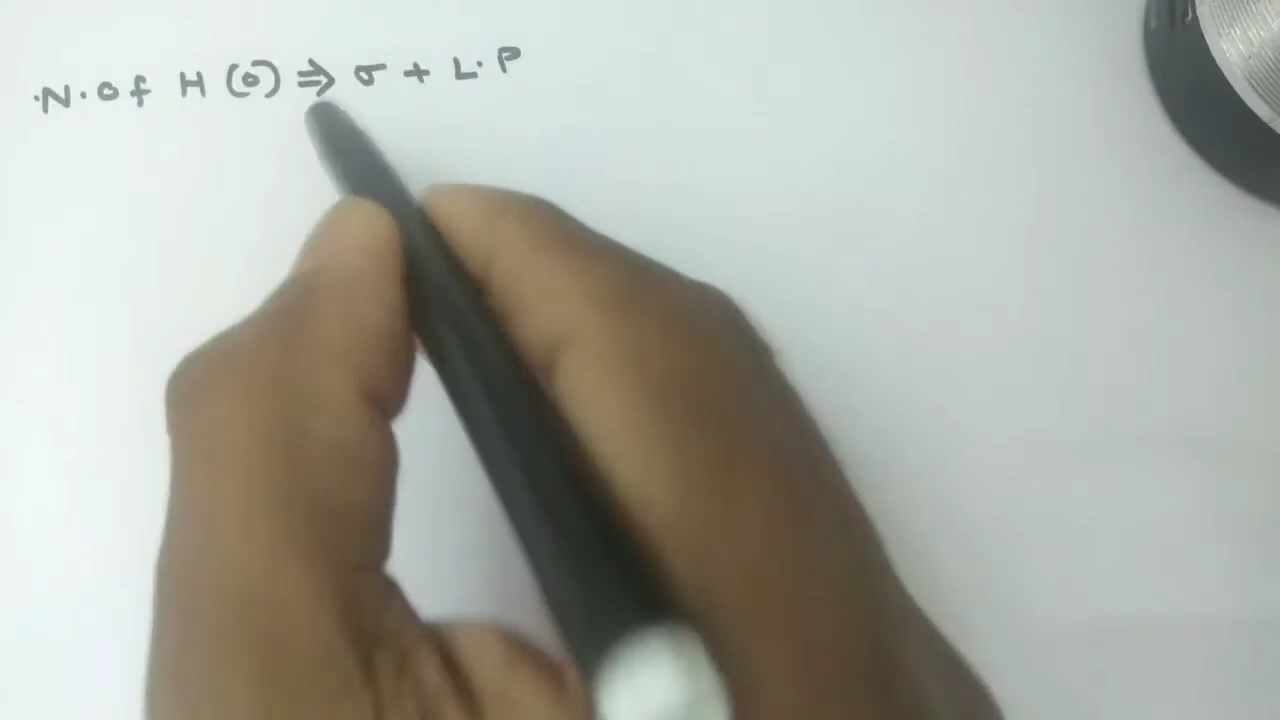 .N.of H (o) ⇒ σ + L.P